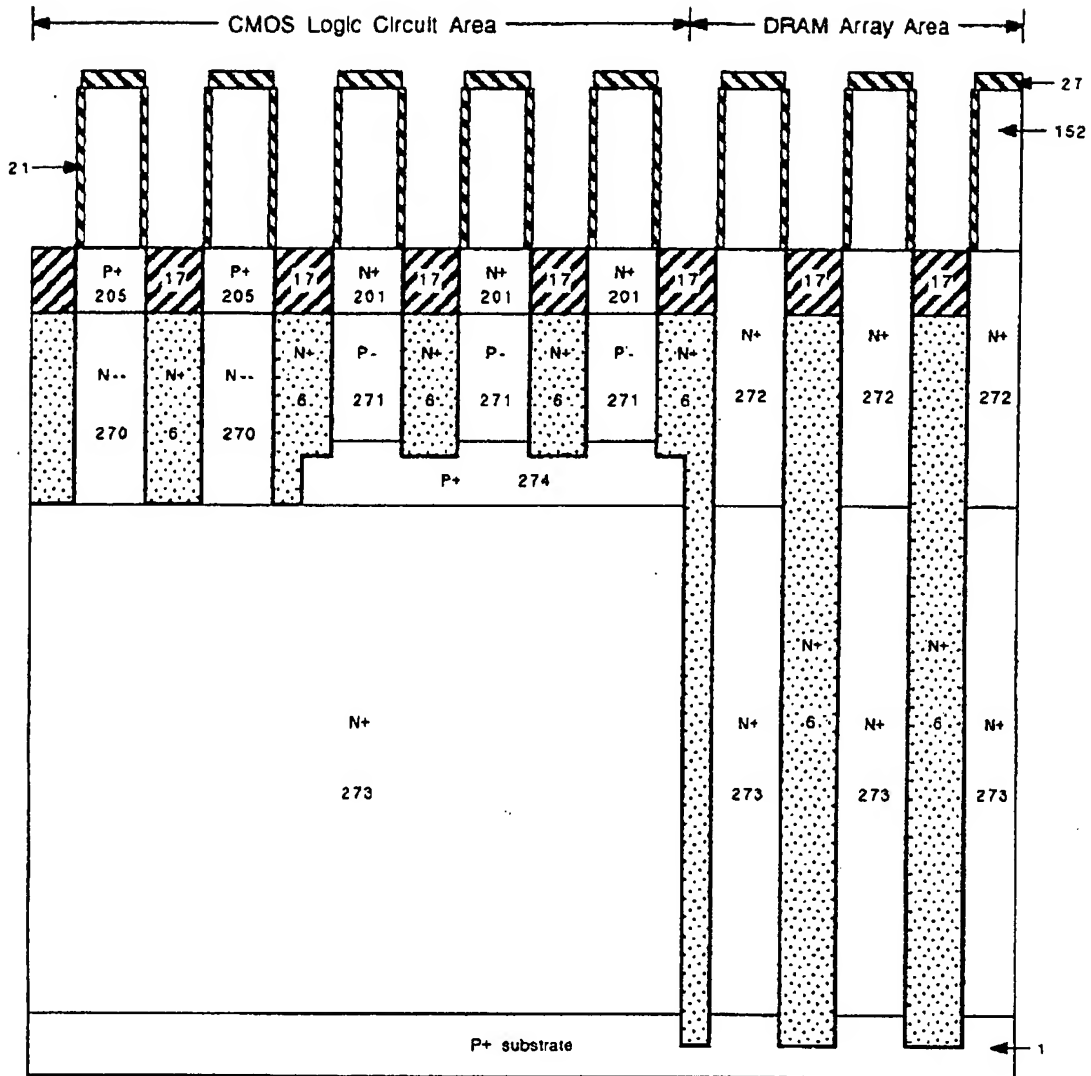 CMOS Logic Circuit Area DRAM Array Area
27
152
21
P+ 17 P+ 17 N+ 17 N+ 17 N+ 17 17 17
205 205 201 201 201
N+ P- N+ P- N+ P- N+ N+ N+ N+
N-- N+ N--
6 271 6 271 6 271 6 272 272 272
270 6 270
P+ 274
N+ N+
N+ N+ 6 N+ 6 N+
273 273 273 273
P+ substrate 1